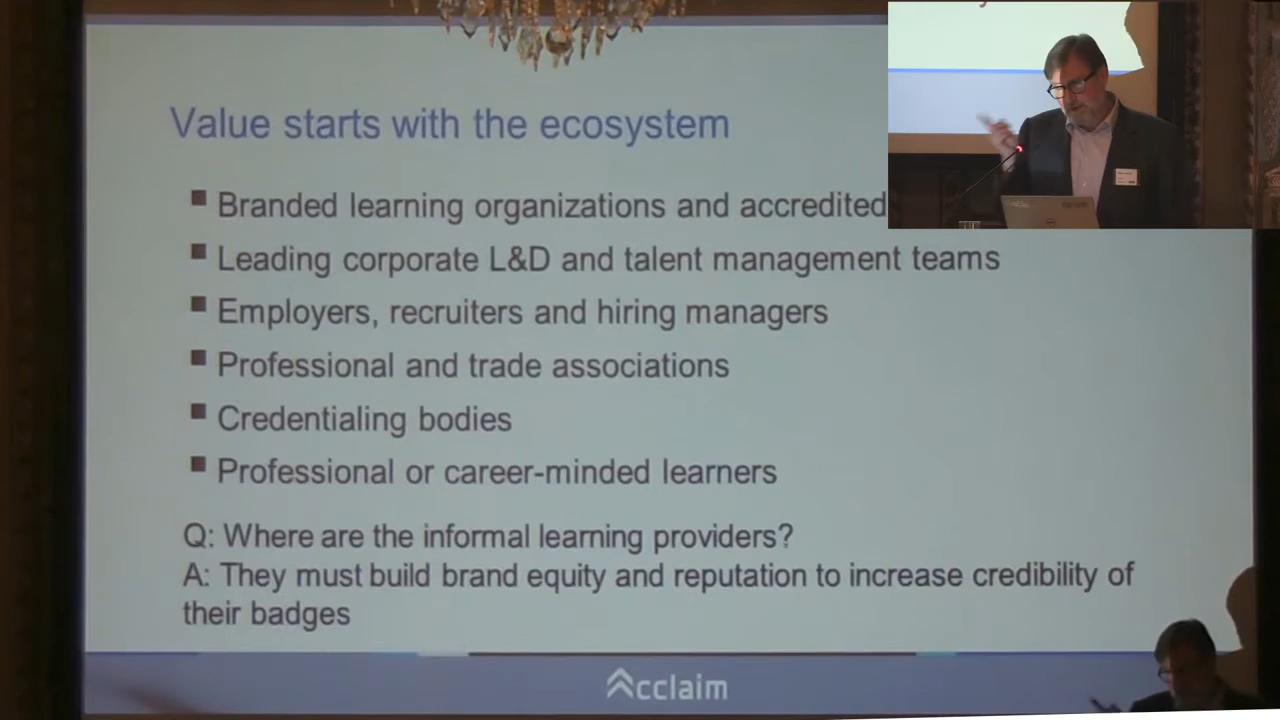 Value starts with the ecosystem
Branded learning organizations and accredited
Leading corporate L&D and talent management teams
Employers, recruiters and hiring managers
Professional and trade associations
Credentialing bodies
Professional or career-minded learners
Q: Where are the informal learning providers?
A: They must build brand equity and reputation to increase credibility of
their badges
Acclaim